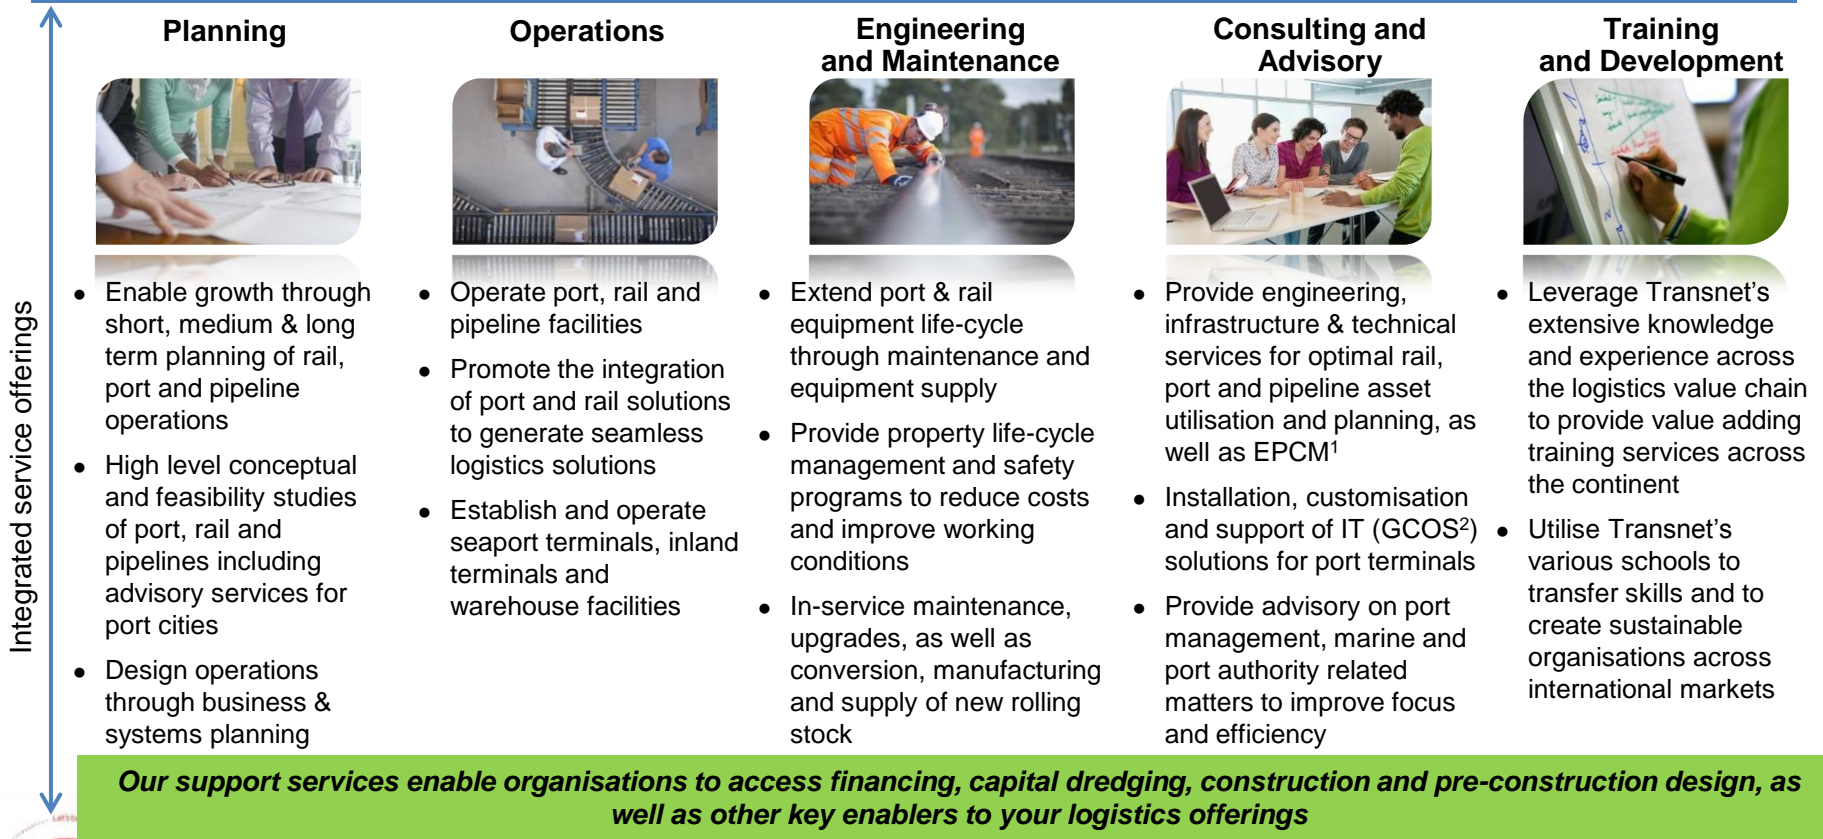 Integrated service offerings
Planning
● Enable growth through
short, medium & long
term planning of rail,
port and pipeline
operations
● High level conceptual
and feasibility studies
of port, rail and
pipelines including
advisory services for
port cities
● Design operations
through business &
systems planning
Operations
● Operate port, rail and
pipeline facilities
● Promote the integration
of port and rail solutions
to generate seamless
logistics solutions
● Establish and operate
seaport terminals, inland
terminals and
warehouse facilities
Engineering
and Maintenance
● Extend port & rail
equipment life-cycle
through maintenance and
equipment supply
● Provide property life-cycle
management and safety
programs to reduce costs
and improve working
conditions
● In-service maintenance,
upgrades, as well as
conversion, manufacturing
and supply of new rolling
stock
Consulting and
Advisory
● Provide engineering,
infrastructure & technical
services for optimal rail,
port and pipeline asset
utilisation and planning, as
well as EPCM¹
● Installation, customisation
and support of IT (GCOS²)
solutions for port terminals
● Provide advisory on port
management, marine and
port authority related
matters to improve focus
and efficiency
Training
and Development
● Leverage Transnet’s
extensive knowledge
and experience across
the logistics value chain
to provide value adding
training services across
the continent
● Utilise Transnet’s
various schools to
transfer skills and to
create sustainable
organisations across
international markets
Our support services enable organisations to access financing, capital dredging, construction and pre-construction design, as
well as other key enablers to your logistics offerings